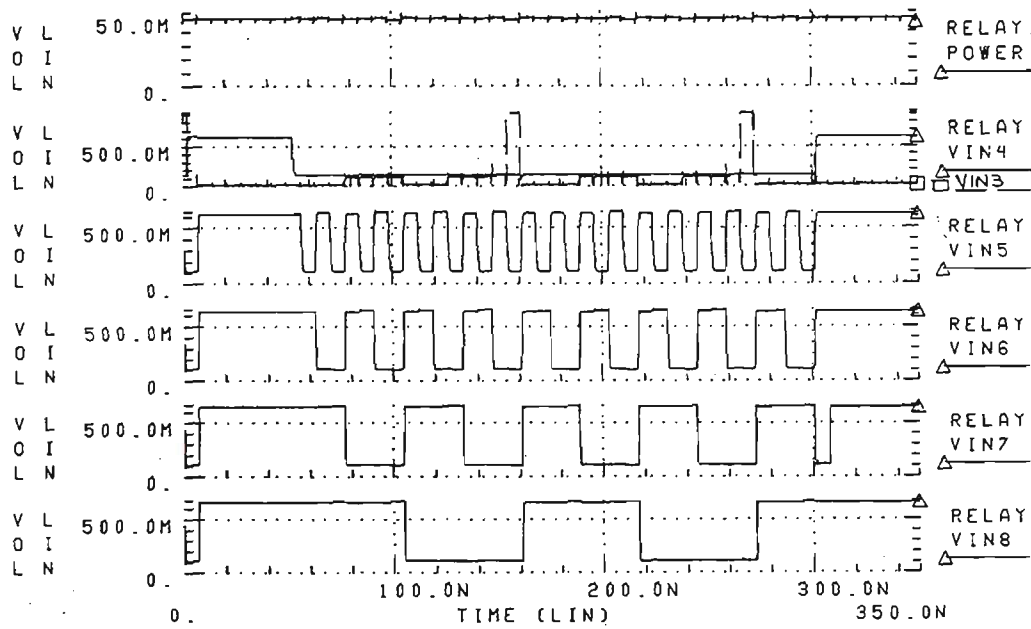 V L 50.0M RELAY
O I POWER
L N 0.
V L RELAY
O I 500.0M VIN4
L N 0. VIN3
V L 500.0M RELAY
O I VIN5
L N 0.
V L 500.0M RELAY
O I VIN6
L N 0.
V L 500.0M RELAY
O I VIN7
L N 0.
V L 500.0M RELAY
O I VIN8
L N 0.
100.0N 200.0N 300.0N
0. TIME (LIN) 350.0N